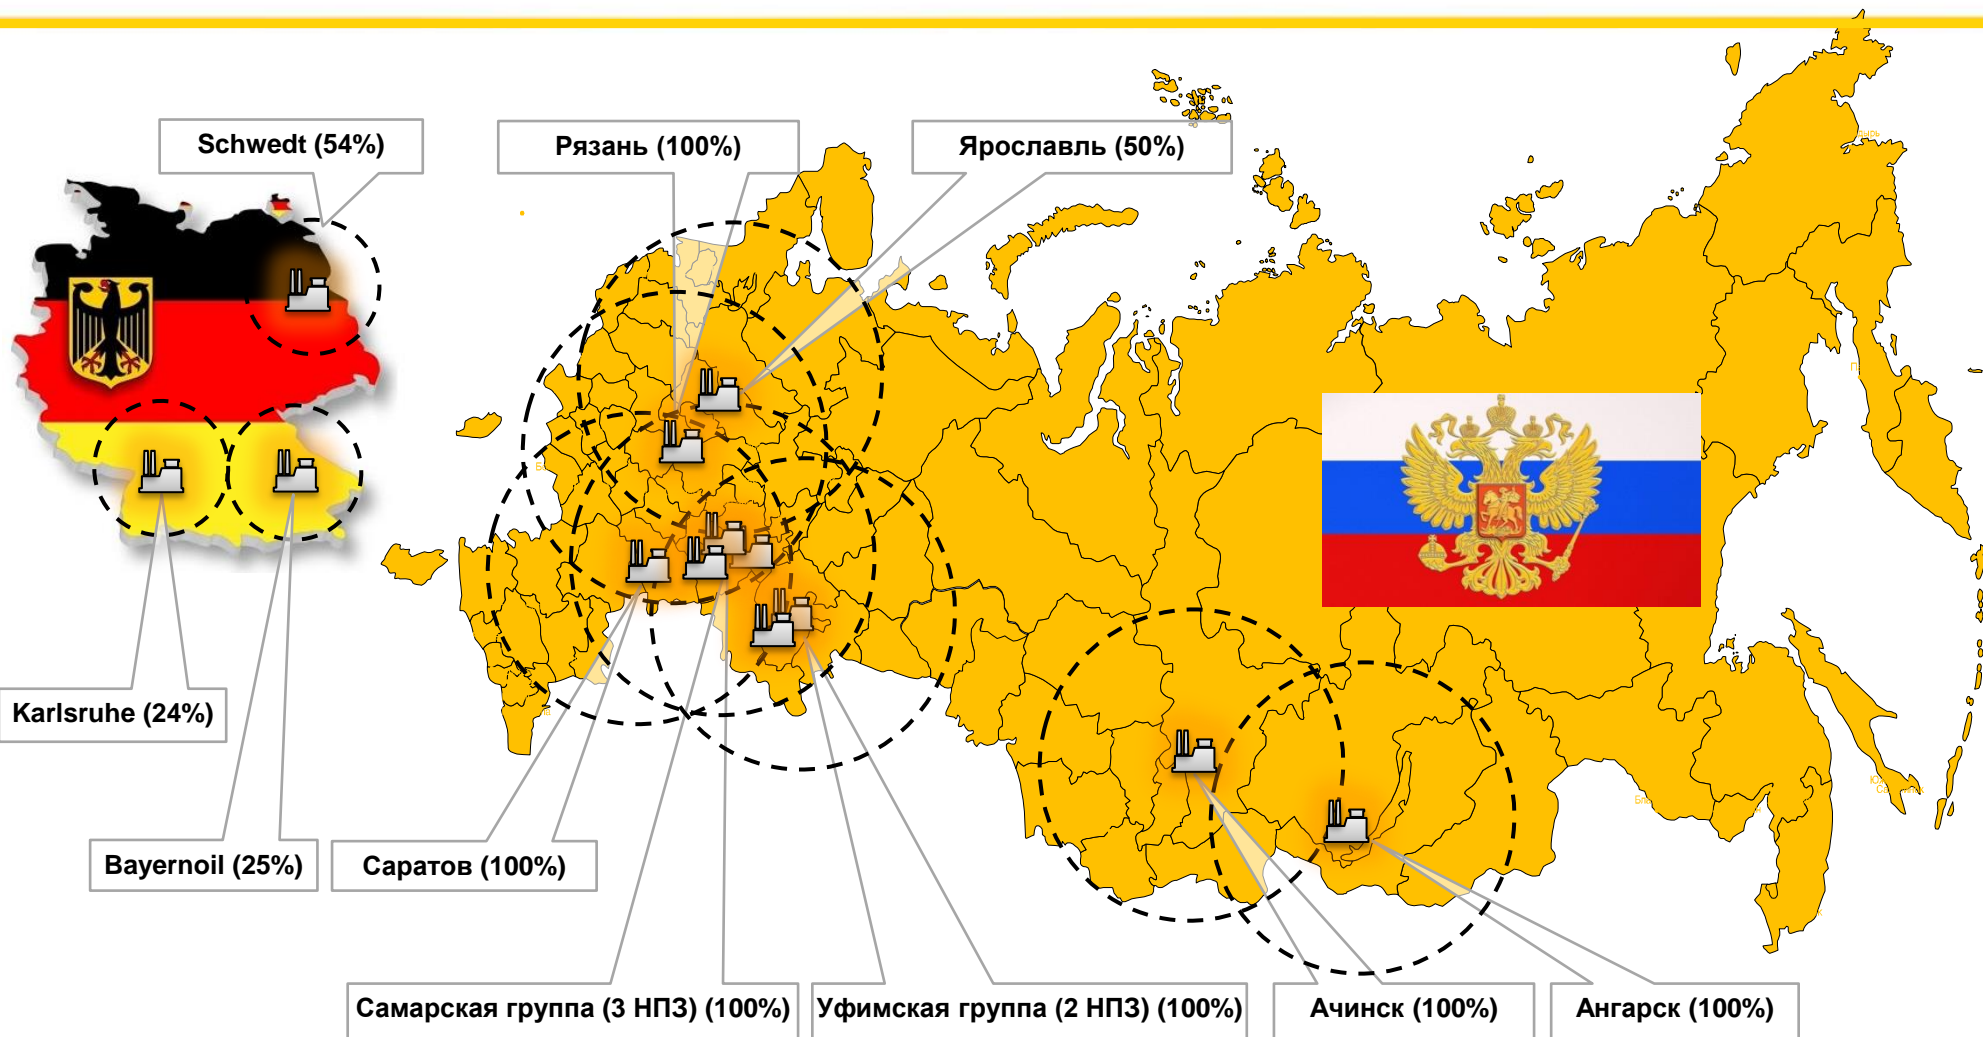 Schwedt (54%)
Рязань (100%)
Ярославль (50%)
Karlsruhe (24%)
Bayernoil (25%)
Саратов (100%)
Самарская группа (3 НПЗ) (100%)
Уфимская группа (2 НПЗ) (100%)
Ачинск (100%)
Ангарск (100%)